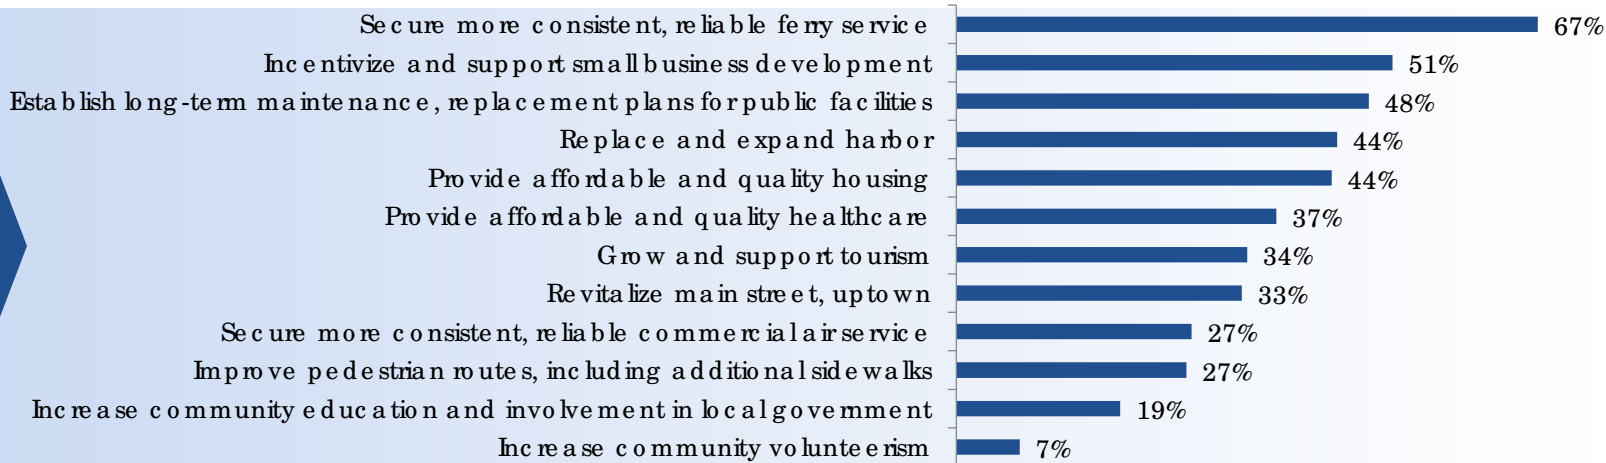 Secure more consistent, reliable ferry service 67%
Incentivize and support small business development 51%
Establish long-term maintenance, replacement plans for public facilities 48%
Replace and expand harbor 44%
Provide affordable and quality housing 44%
Provide affordable and quality healthcare 37%
Grow and support tourism 34%
Revitalize main street, uptown 33%
Secure more consistent, reliable commercial air service 27%
Improve pedestrian routes, including additional sidewalks 27%
Increase community education and involvement in local government 19%
Increase community volunteerism 7%